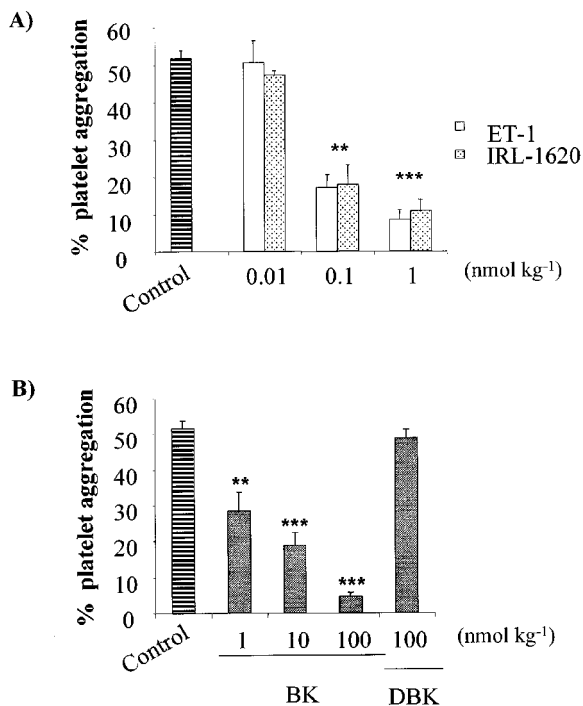 A)
% platelet aggregation
60
50
40
30
20
10
0
**
***
ET-1
IRL-1620
Control
0.01 0.1 1 (nmol kg⁻¹)
B)
% platelet aggregation
60
50
40
30
20
10
0
**
***
***
Control
1 10 100 100 (nmol kg⁻¹)
BK DBK